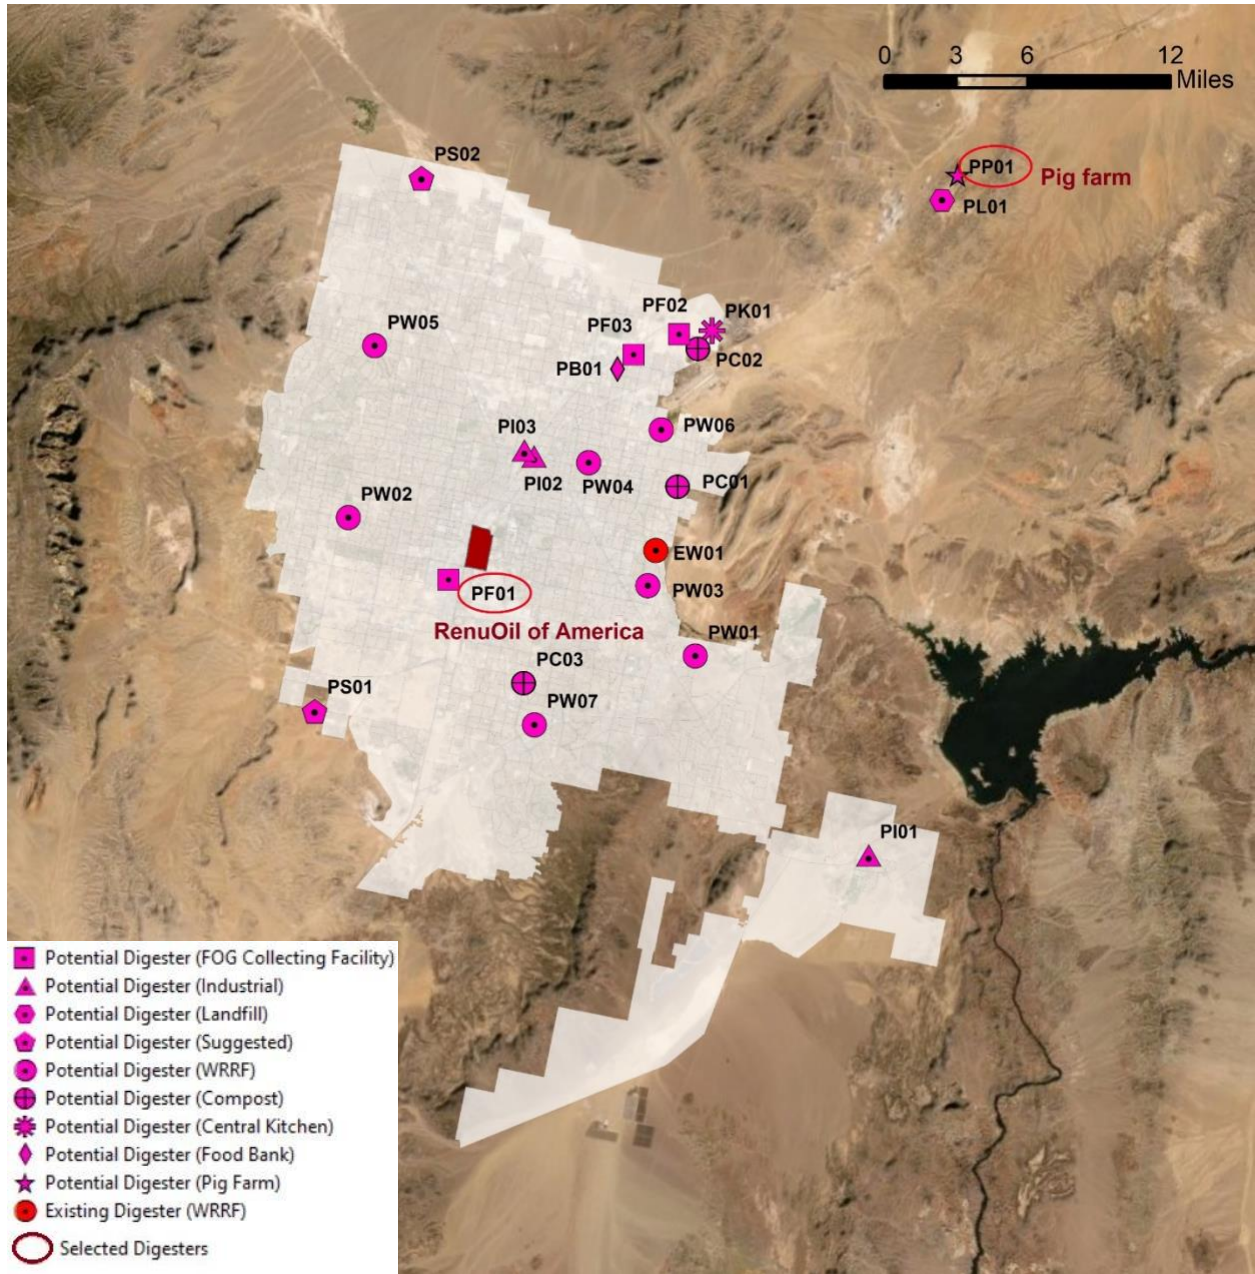 0 3 6 12
Miles
PS02
PP01
Pig farm
PL01
PF02
PK01
PW05
PF03
PB01
PC02
PI03
PW06
PI02
PW04
PC01
PW02
EW01
PF01
PW03
RenuOil of America
PW01
PC03
PS01
PW07
PI01
Potential Digester (FOG Collecting Facility)
Potential Digester (Industrial)
Potential Digester (Landfill)
Potential Digester (Suggested)
Potential Digester (WRRF)
Potential Digester (Compost)
Potential Digester (Central Kitchen)
Potential Digester (Food Bank)
Potential Digester (Pig Farm)
Existing Digester (WRRF)
Selected Digesters